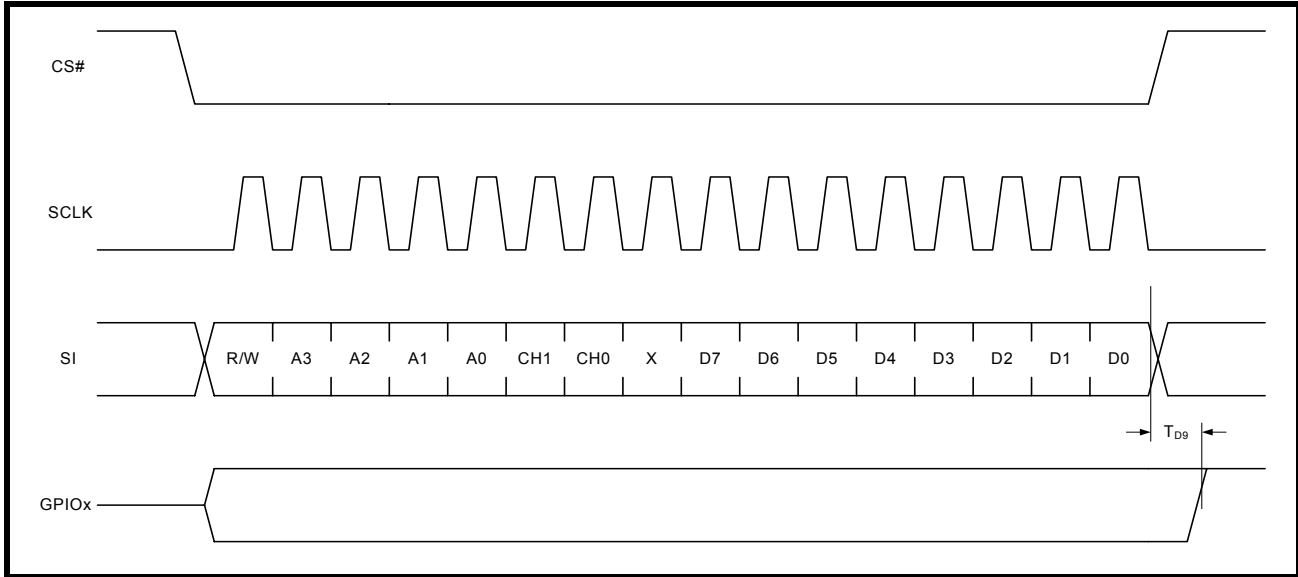 CS#
SCLK
SI R/W A3 A2 A1 A0 CH1 CH0 X D7 D6 D5 D4 D3 D2 D1 D0
TD9
GPIOx